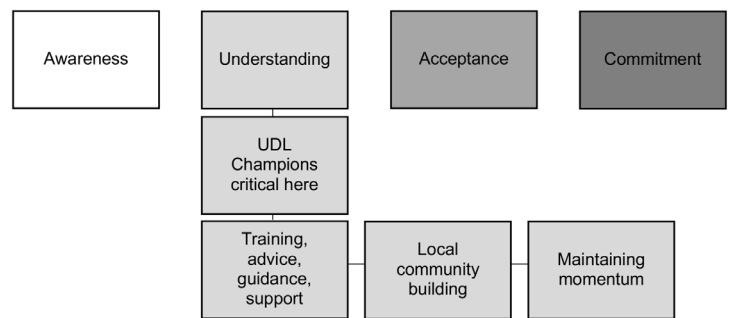 Awareness
Understanding
Acceptance
Commitment
UDL
Champions
critical here
Training,
advice,
guidance,
support
Local
community
building
Maintaining
momentum